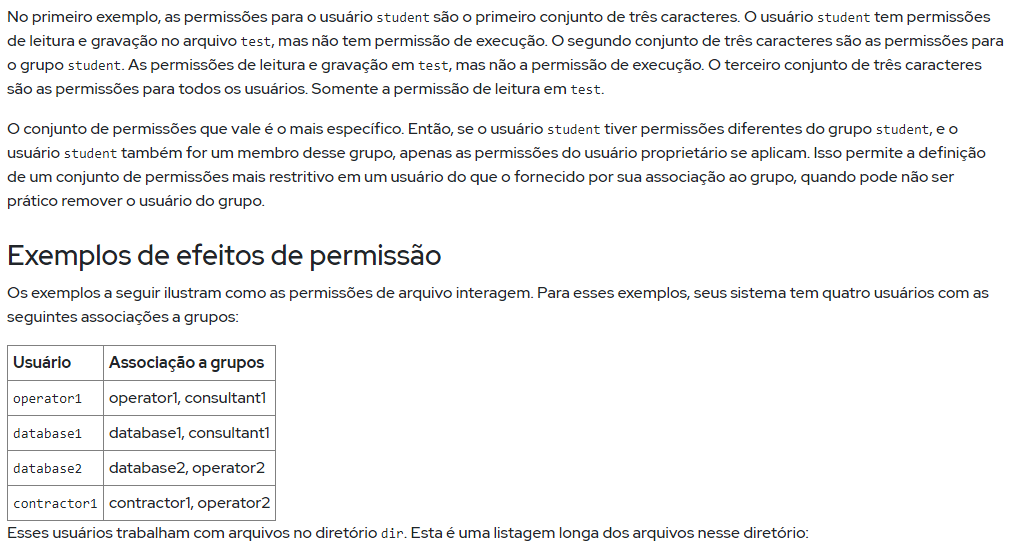 No primeiro exemplo, as permissões para o usuário student são o primeiro conjunto de três caracteres. O usuário student tem permissões
de leitura e gravação no arquivo test, mas não tem permissão de execução. O segundo conjunto de três caracteres são as permissões para
o grupo student. As permissões de leitura e gravação em test, mas não a permissão de execução. O terceiro conjunto de três caracteres
são as permissões para todos os usuários. Somente a permissão de leitura em test.
O conjunto de permissões que vale é o mais específico. Então, se o usuário student tiver permissões diferentes do grupo student, e o
usuário student também for um membro desse grupo, apenas as permissões do usuário proprietário se aplicam. Isso permite a definição
de um conjunto de permissões mais restritivo em um usuário do que o fornecido por sua associação ao grupo, quando pode não ser
prático remover o usuário do grupo.
Exemplos de efeitos de permissão
Os exemplos a seguir ilustram como as permissões de arquivo interagem. Para esses exemplos, seus sistema tem quatro usuários com as
seguintes associações a grupos:
Usuário Associação a grupos
operator1 operator1, consultant1
database1 database1, consultant1
database2 database2, operator2
contractor1 contractor1, operator2
Esses usuários trabalham com arquivos no diretório dir. Esta é uma listagem longa dos arquivos nesse diretório: